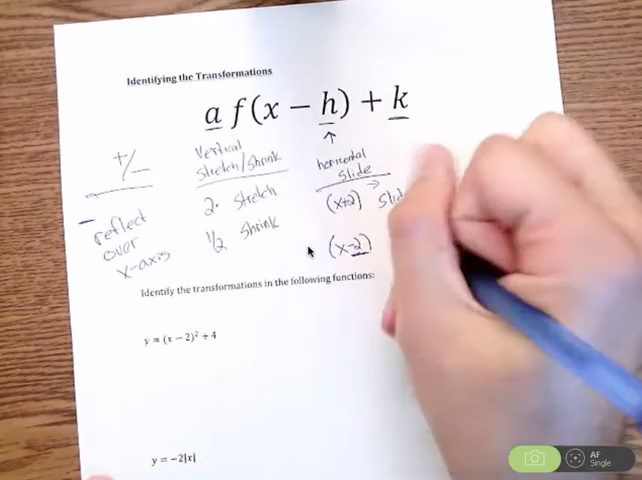 Identifying the Transformations
a f(x − h) + k
+/−
Vertical
Stretch/Shrink
horizontal
Slide
↑
2· Stretch
(x+2) → Slid
− reflect
over
x-axis
1/2 Shrink
(x-2)
Identify the transformations in the following functions:
y = (x − 2)² + 4
y = −2|x|
AF
Single